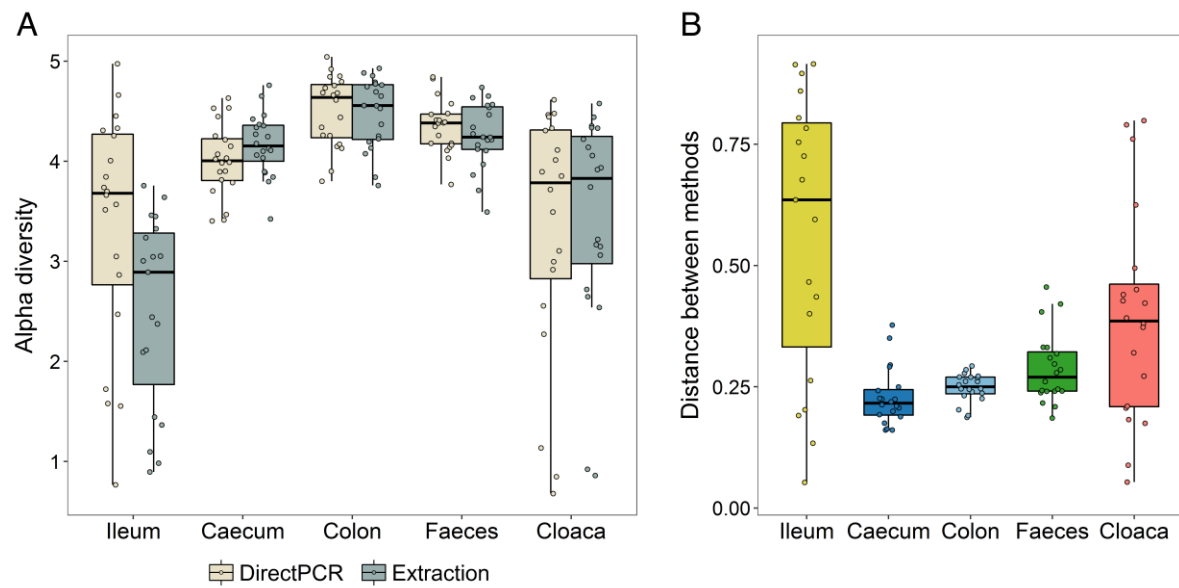 A
Alpha diversity
5
4
3
2
1
Ileum Caecum Colon Faeces Cloaca
DirectPCR Extraction
B
Distance between methods
0.75
0.50
0.25
0.00
Ileum Caecum Colon Faeces Cloaca